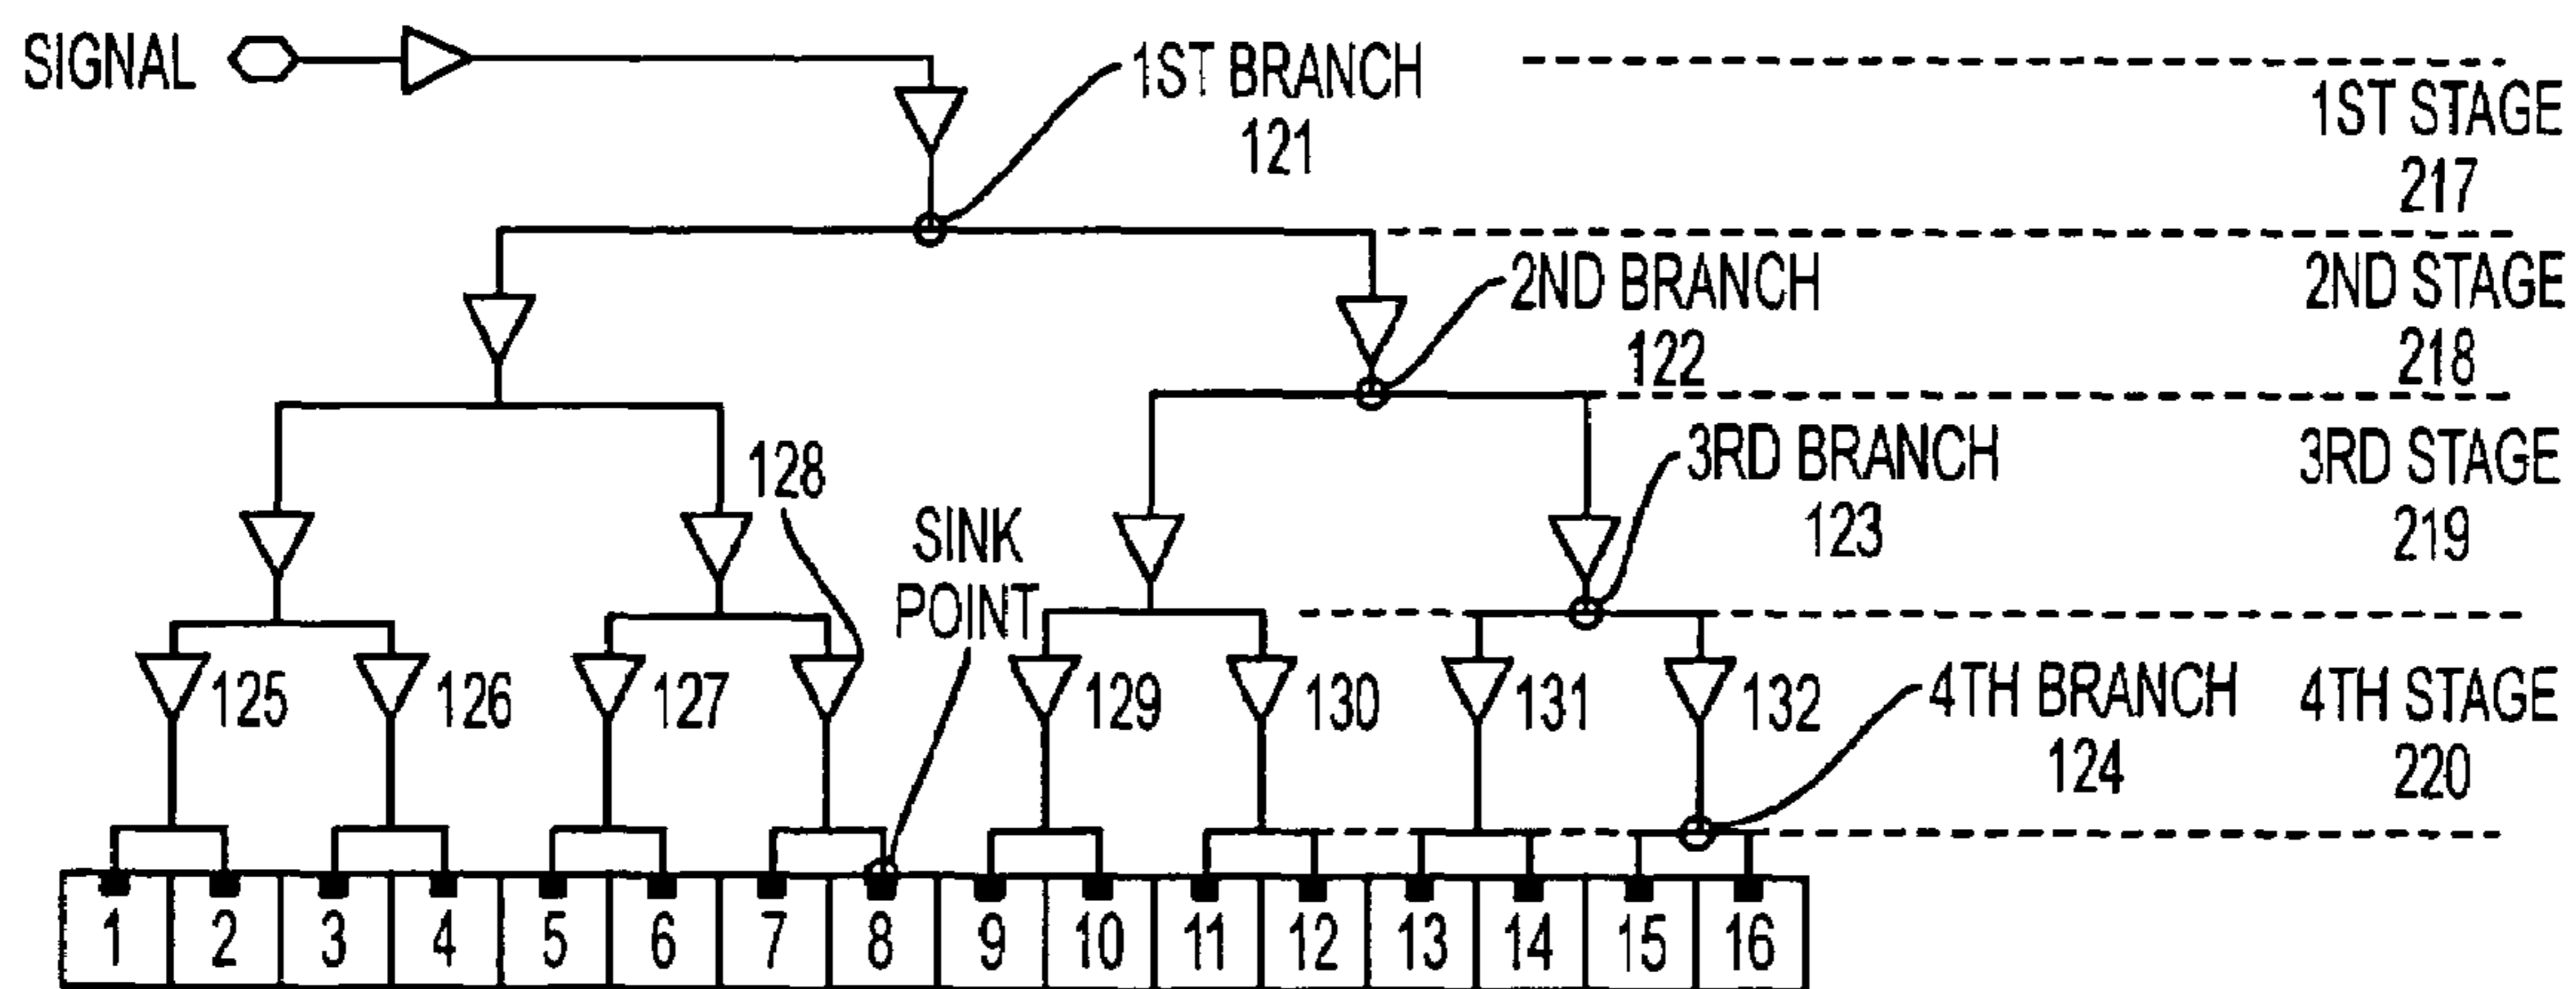 SIGNAL
1ST BRANCH
121
1ST STAGE
217
2ND BRANCH
122
2ND STAGE
218
3RD BRANCH
123
3RD STAGE
219
128
SINK
POINT
125
126
127
129
130
131
132
4TH BRANCH
124
4TH STAGE
220
1 2 3 4 5 6 7 8 9 10 11 12 13 14 15 16